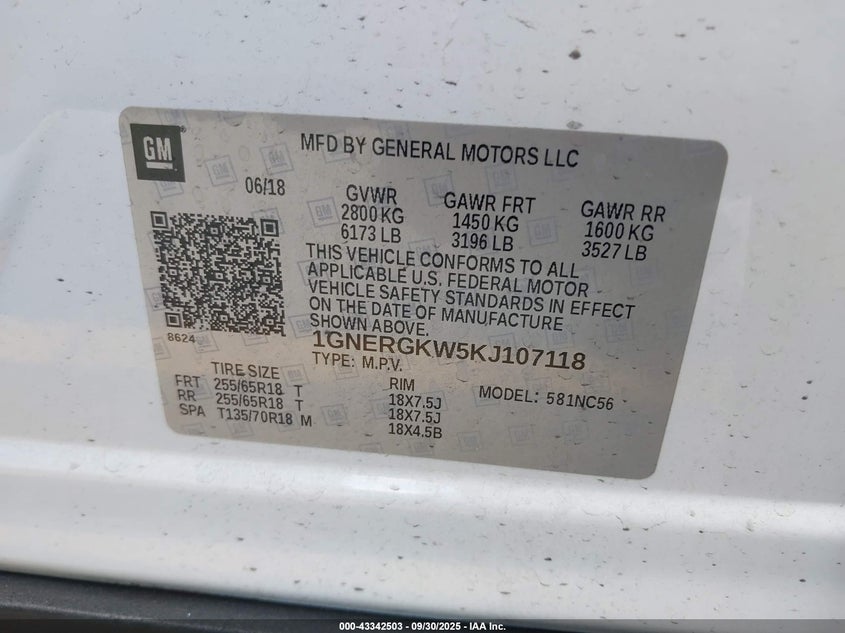 GM
MFD BY GENERAL MOTORS LLC
06/18
GVWR
2800 KG
6173 LB
GAWR FRT
1450 KG
3196 LB
GAWR RR
1600 KG
3527 LB
THIS VEHICLE CONFORMS TO ALL
APPLICABLE U.S. FEDERAL MOTOR
VEHICLE SAFETY STANDARDS IN EFFECT
ON THE DATE OF MANUFACTURE
SHOWN ABOVE.
8624
1GNERGKW5KJ107118
TYPE: M.P.V.
TIRE SIZE
RIM
MODEL: 581NC56
FRT 255/65R18 T 18X7.5J
RR 255/65R18 T 18X7.5J
SPA T135/70R18 M 18X4.5B
000-43342503 - 09/30/2025 - IAA Inc.